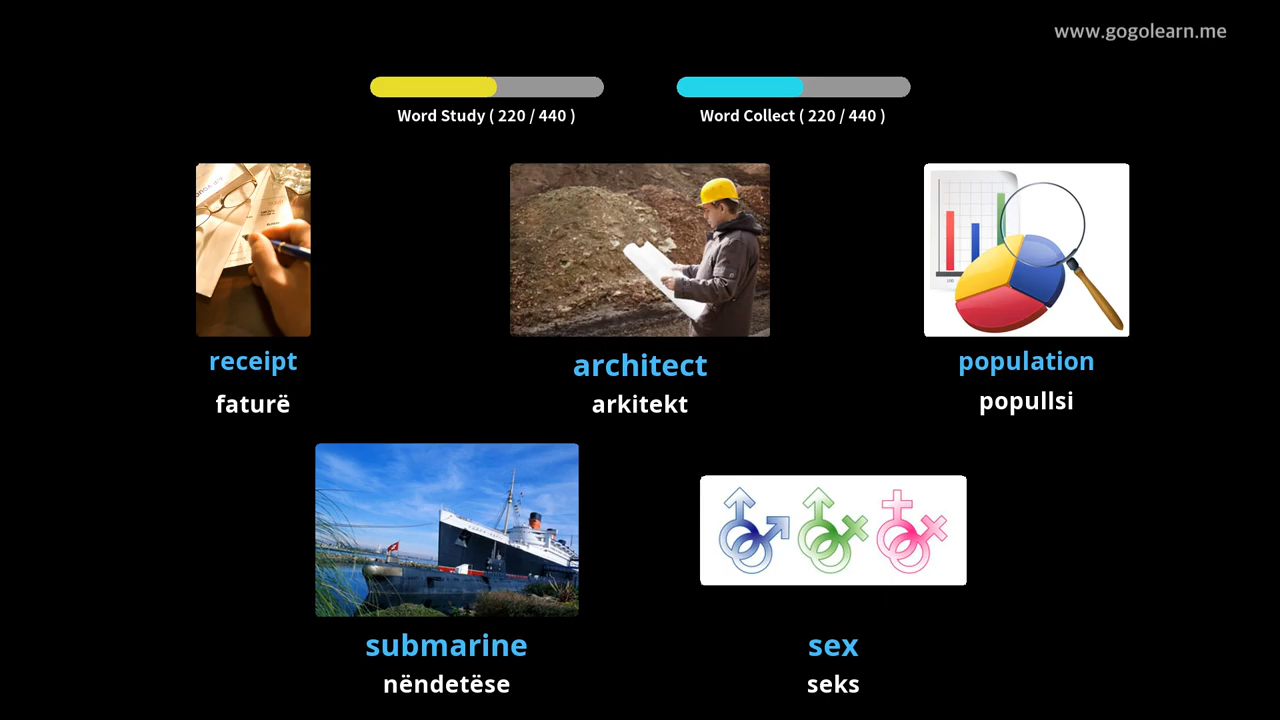 www.gogolearn.me
Word Study ( 220 / 440 )
Word Collect ( 220 / 440 )
receipt
faturë
architect
arkitekt
population
popullsi
submarine
nëndetëse
sex
seks